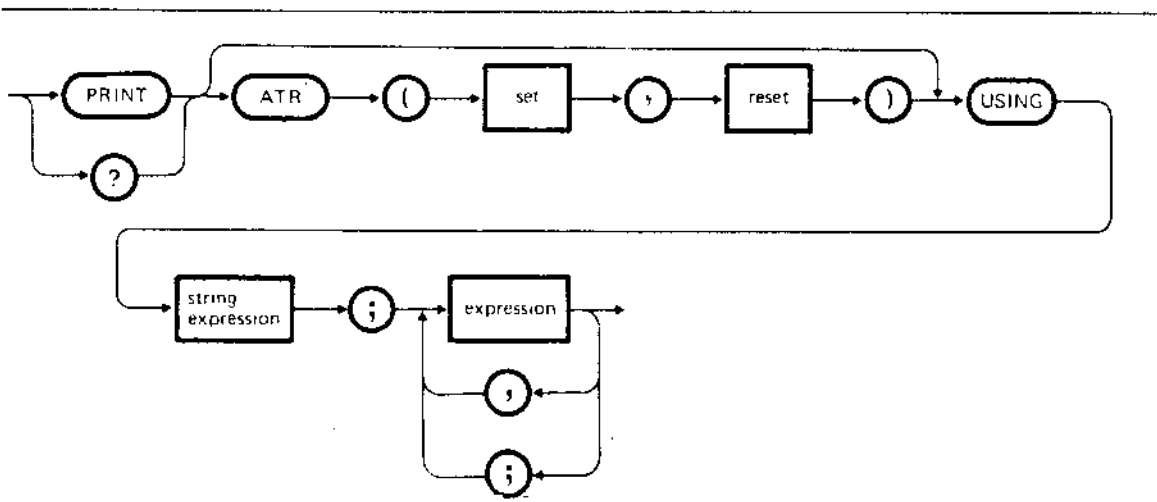 PRINT ATR ( set , reset ) USING
?
string
expression ; expression
,
;